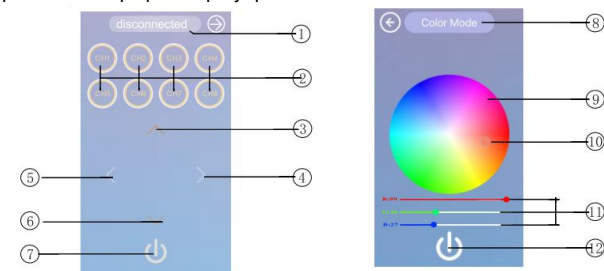 disconnected
①
CH1 CH2 CH3 CH4
②
CH5 CH6 CH7 CH8
③
⑤ ④
⑥
⑦
Color Mode ⑧
⑨
⑩
⑪
B:27
⑫